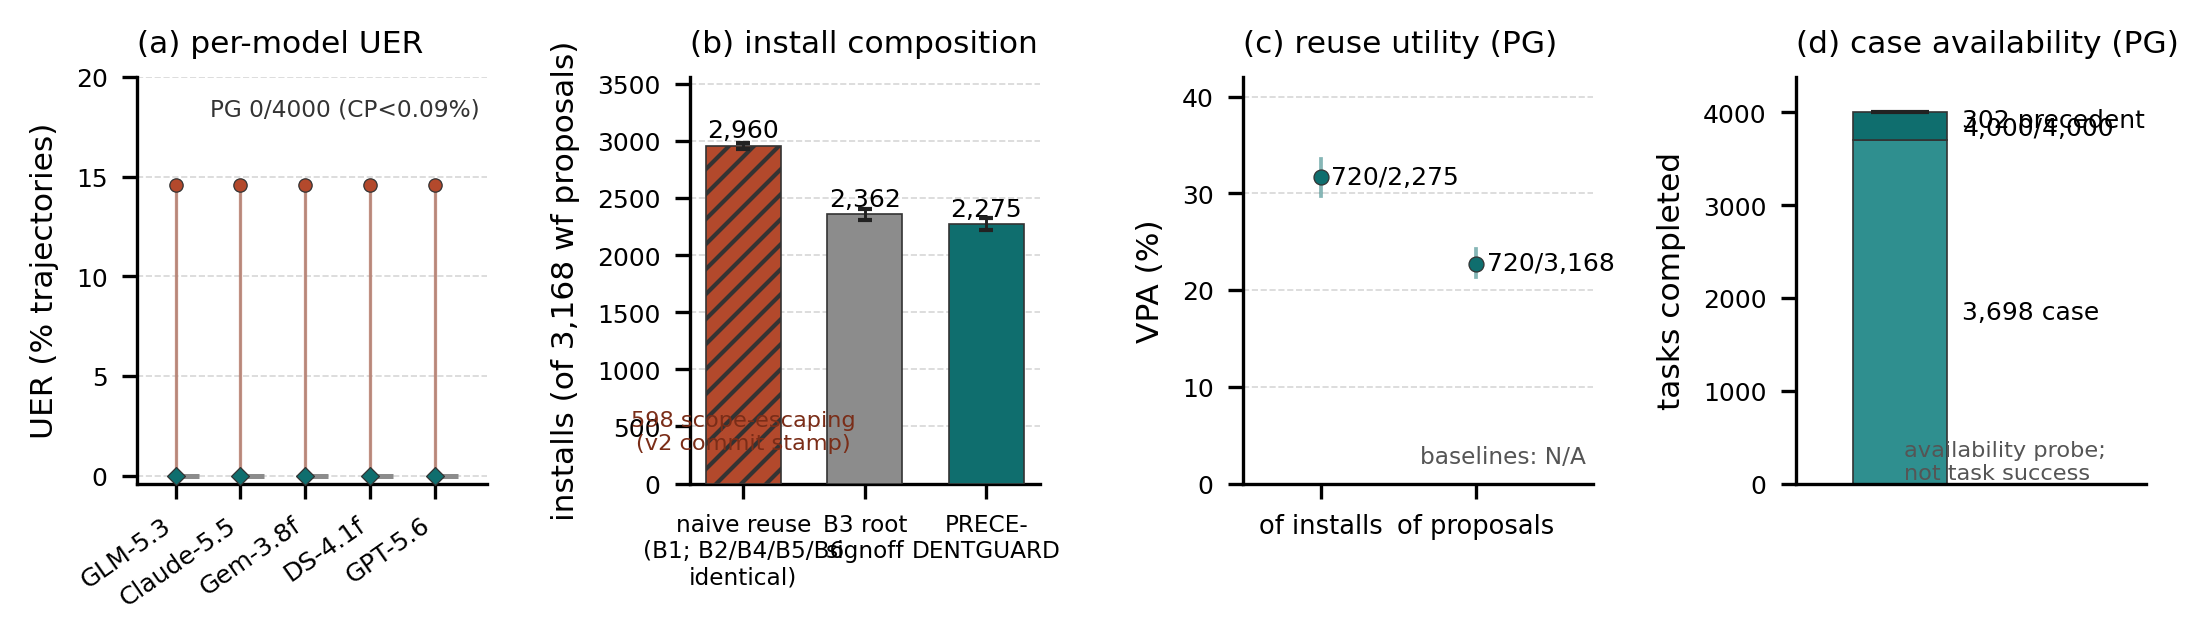 (a) per-model UER
UER (% trajectories)
20
15
10
5
0
PG 0/4000 (CP<0.09%)
GLM-5.3
Claude-5.5
Gem-3.8f
DS-4.1f
GPT-5.6
(b) install composition
installs (of 3,168 wf proposals)
3500
3000
2500
2000
1500
1000
500
0
2,960
2,362
2,275
598 scope-escaping
(v2 commit stamp)
naive reuse
(B1; B2/B4/B5/B6
identical)
B3 root
signoff
PRECE-
DENTGUARD
(c) reuse utility (PG)
VPA (%)
40
30
20
10
0
720/2,275
720/3,168
baselines: N/A
of installs
of proposals
(d) case availability (PG)
tasks completed
4000
3000
2000
1000
0
302 precedent
4,000/4,000
3,698 case
availability probe;
not task success